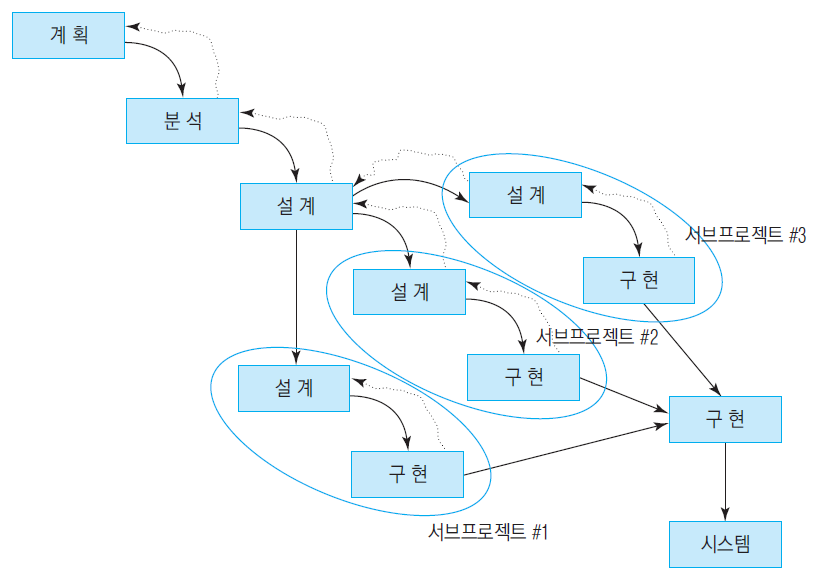 계 획
분 석
설 계
설 계
서브프로젝트 #3
구 현
설 계
서브프로젝트 #2
구 현
설 계
구 현
서브프로젝트 #1
구 현
시스템